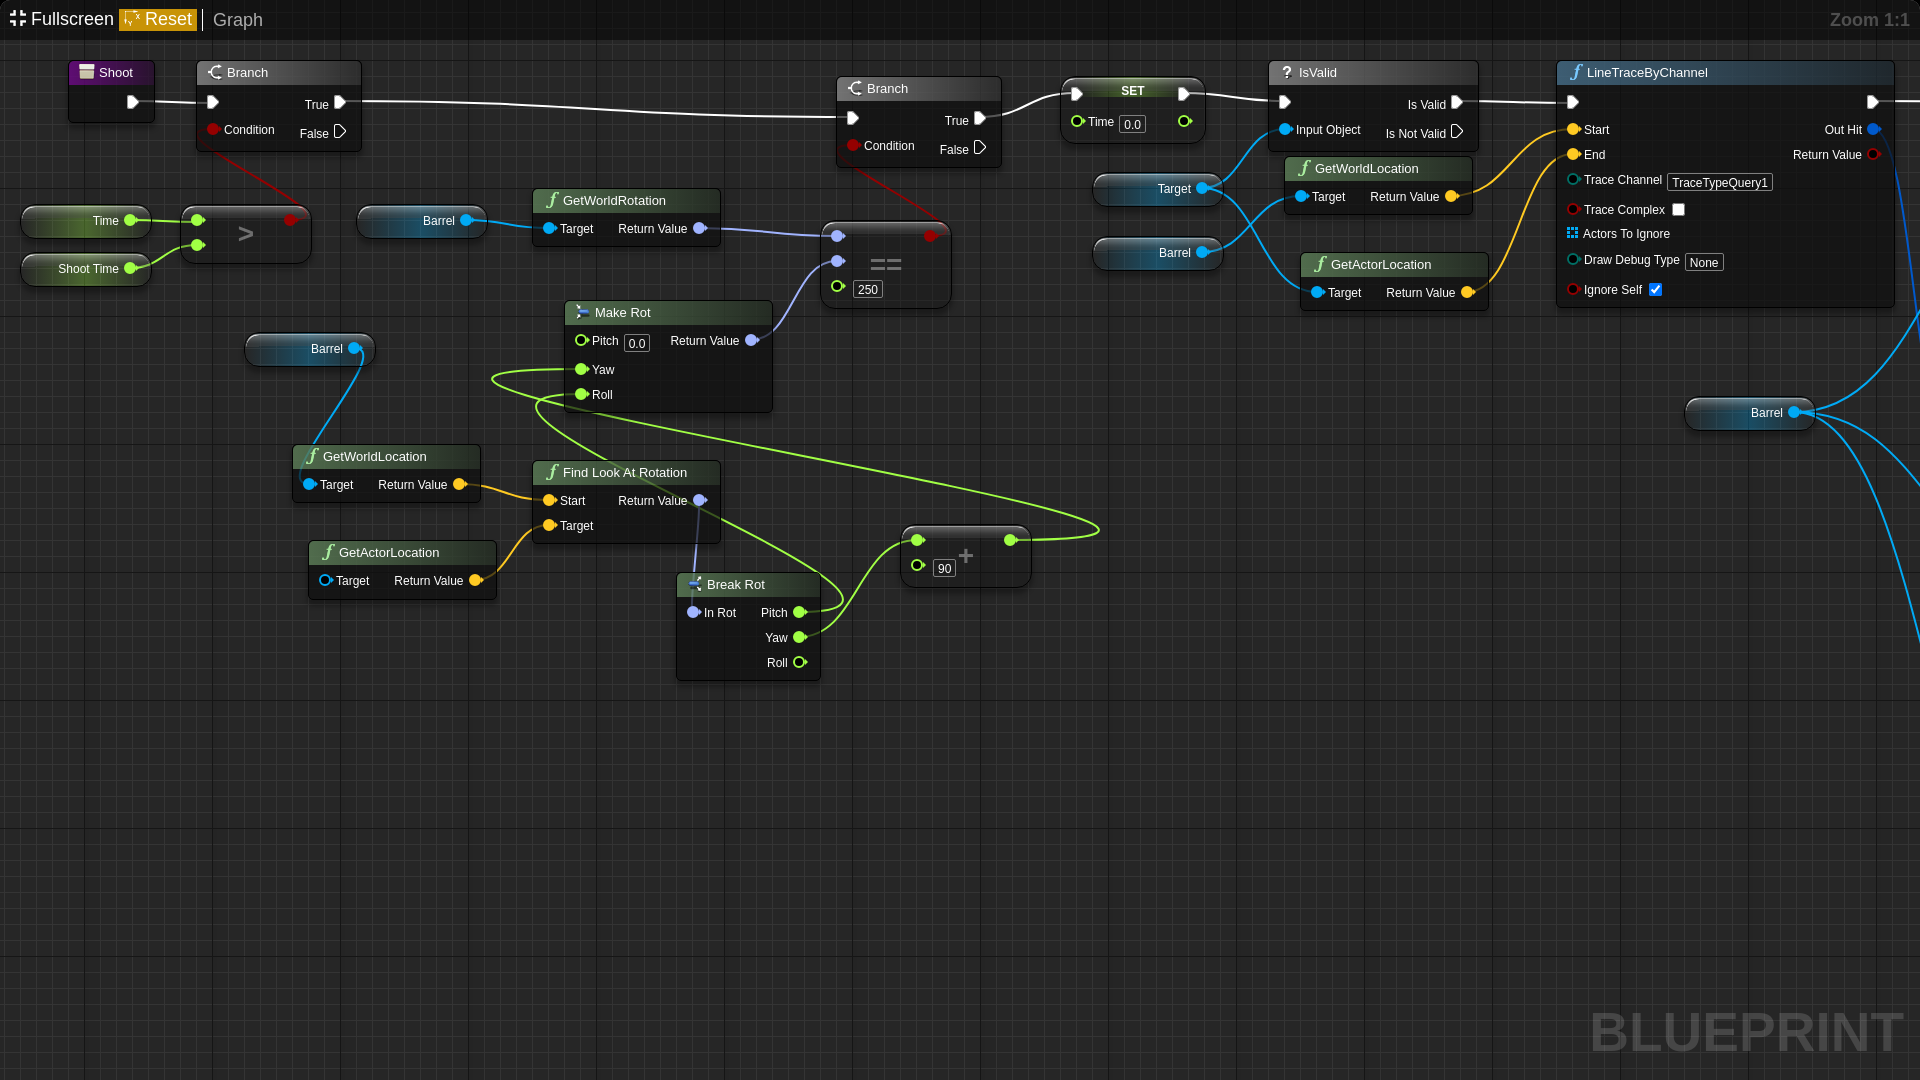 Fullscreen Reset Graph
Zoom 1:1
Shoot
Branch
True
Condition
False
Time
Shoot Time
>
Barrel
GetWorldRotation
Target
Return Value
Branch
True
Condition
False
==
250
SET
Time 0.0
IsValid
Is Valid
Input Object
Is Not Valid
Target
Barrel
GetWorldLocation
Target
Return Value
GetActorLocation
Target
Return Value
LineTraceByChannel
Start
Out Hit
End
Return Value
Trace Channel TraceTypeQuery1
Trace Complex
Actors To Ignore
Draw Debug Type None
Ignore Self
Make Rot
Pitch 0.0
Return Value
Yaw
Roll
Barrel
GetWorldLocation
Target
Return Value
GetActorLocation
Target
Return Value
Find Look At Rotation
Start
Return Value
Target
Break Rot
In Rot
Pitch
Yaw
Roll
+
90
Barrel
BLUEPRINT